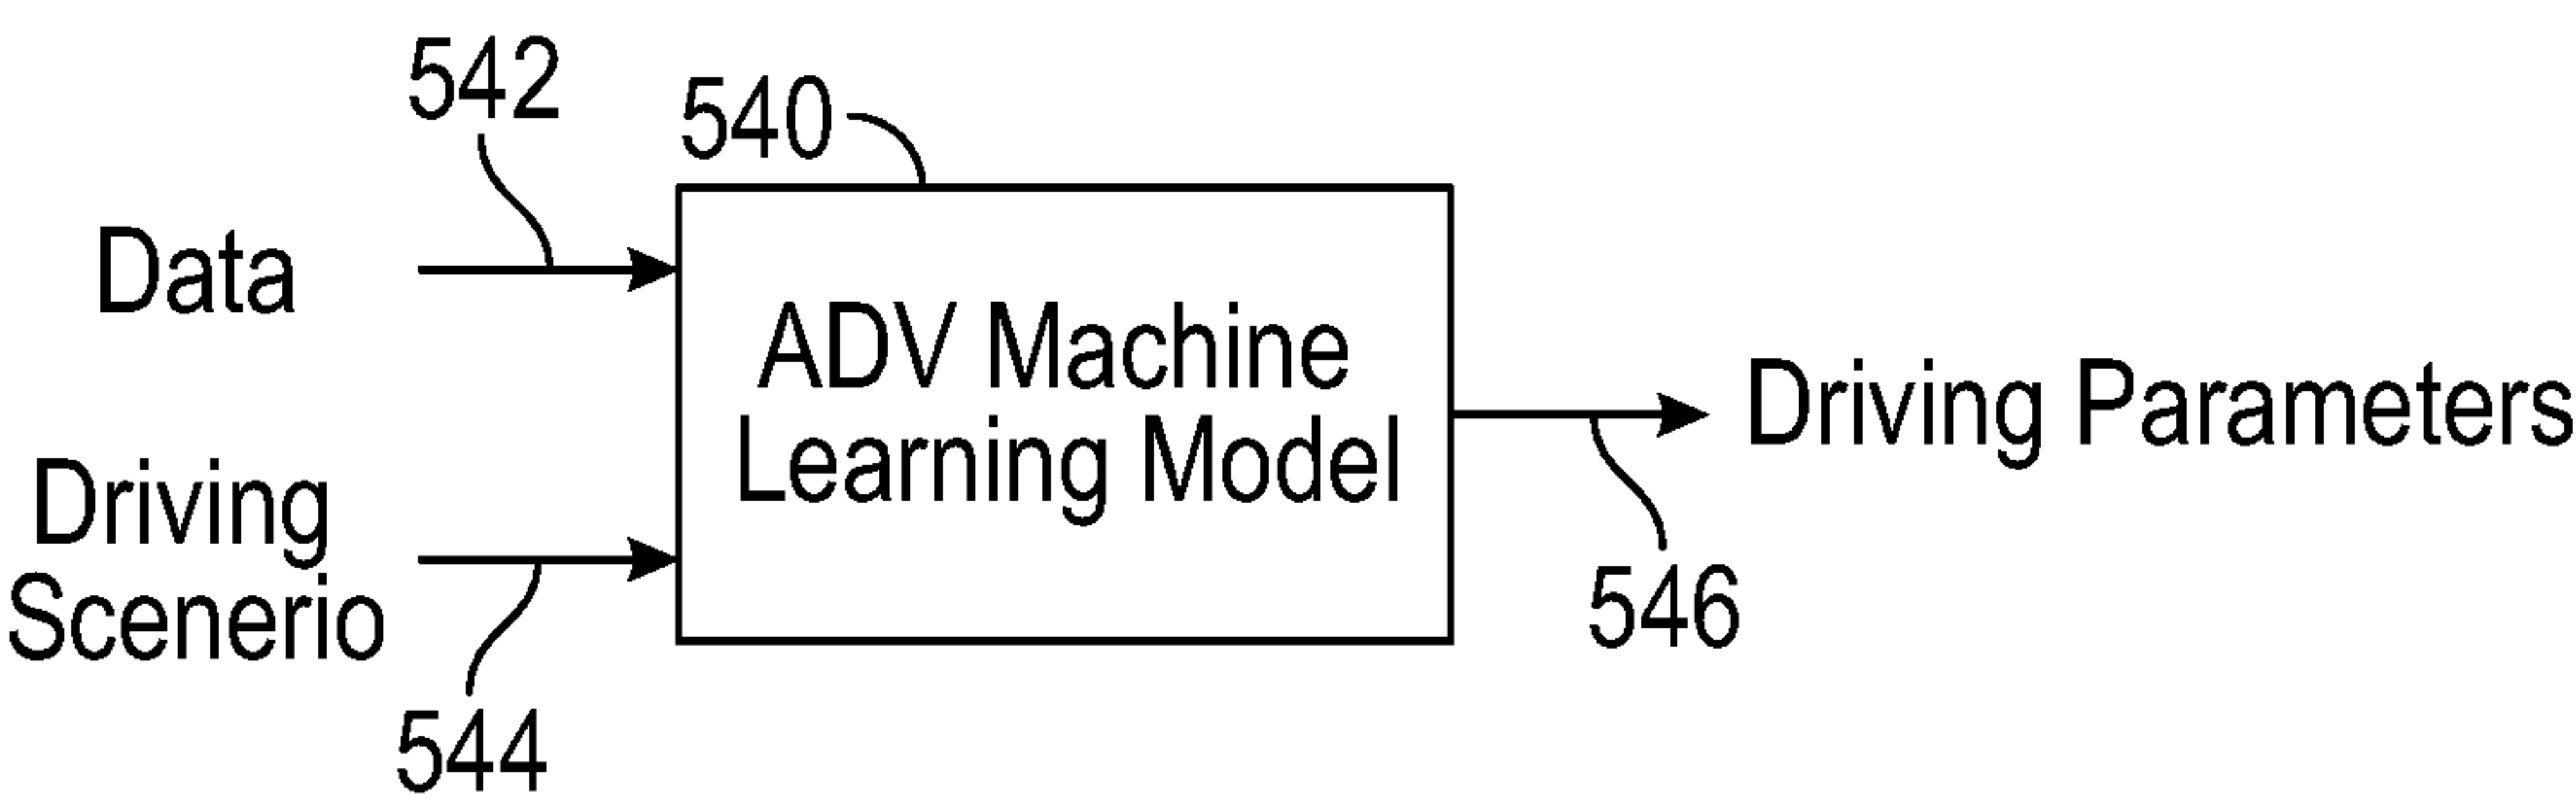 542
540
Data
ADV Machine
Learning Model
Driving Parameters
Driving
Scenerio
546
544